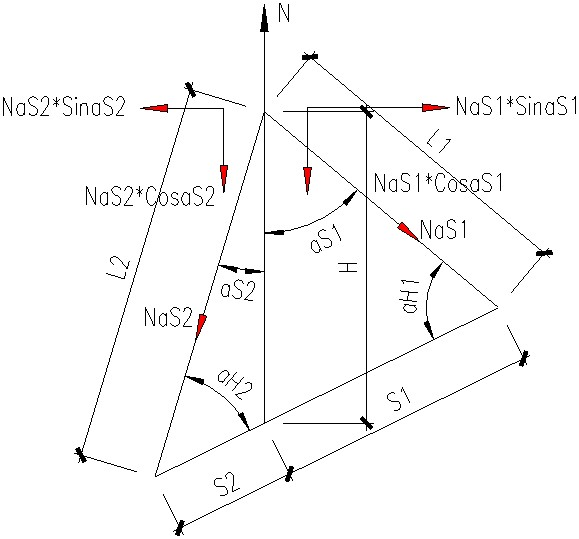 N
NaS2*SinaS2
NaS1*SinaS1
L1
NaS2*CosaS2
NaS1*CosaS1
NaS1
aS1
L2
aS2
H
aH1
NaS2
aH2
S1
S2